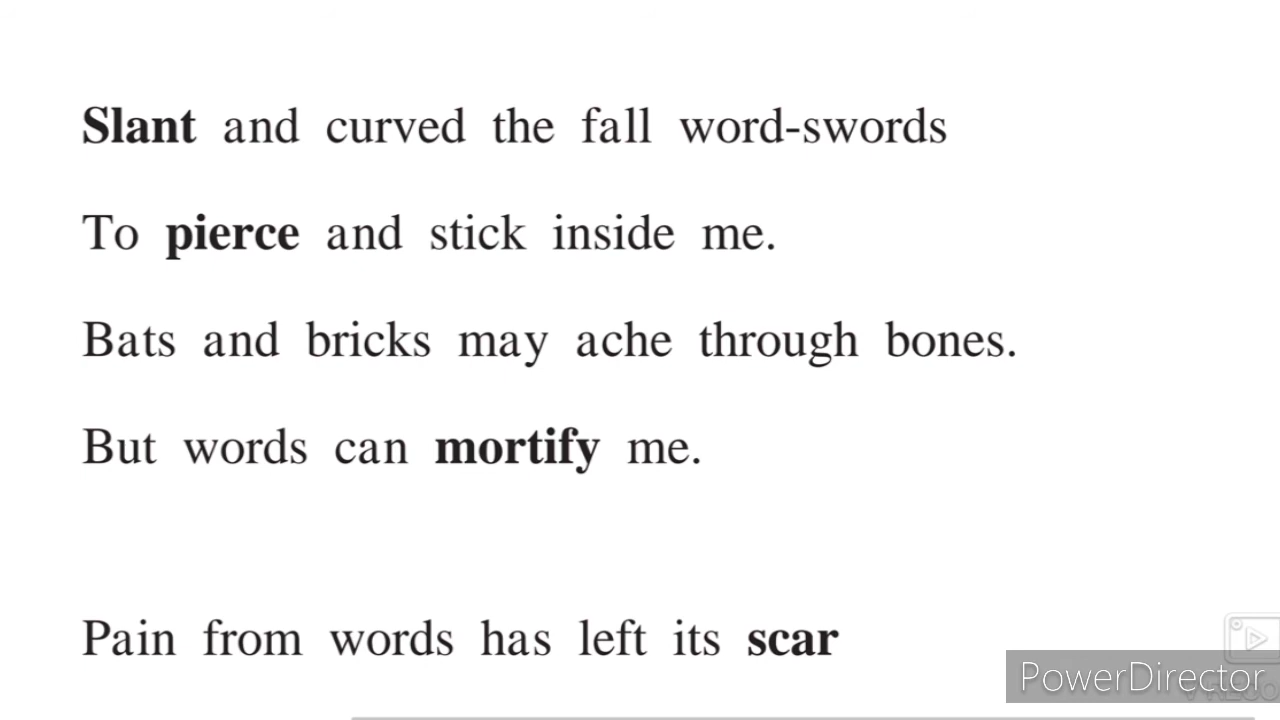 Slant and curved the fall word-swords
To pierce and stick inside me.
Bats and bricks may ache through bones.
But words can mortify me.
Pain from words has left its scar
PowerDirector